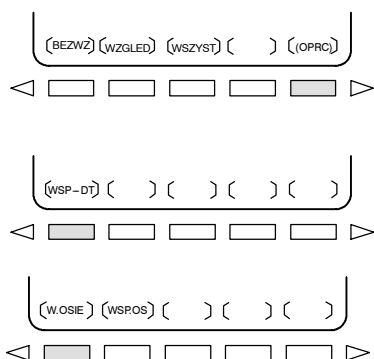 (BEZWZ) (WZGLED) (WSZYST) ( ) ((OPRC))
(WSP–DT) ( ) ( ) ( ) ( )
(W.OSIE) (WSP.OS) ( ) ( ) ( )